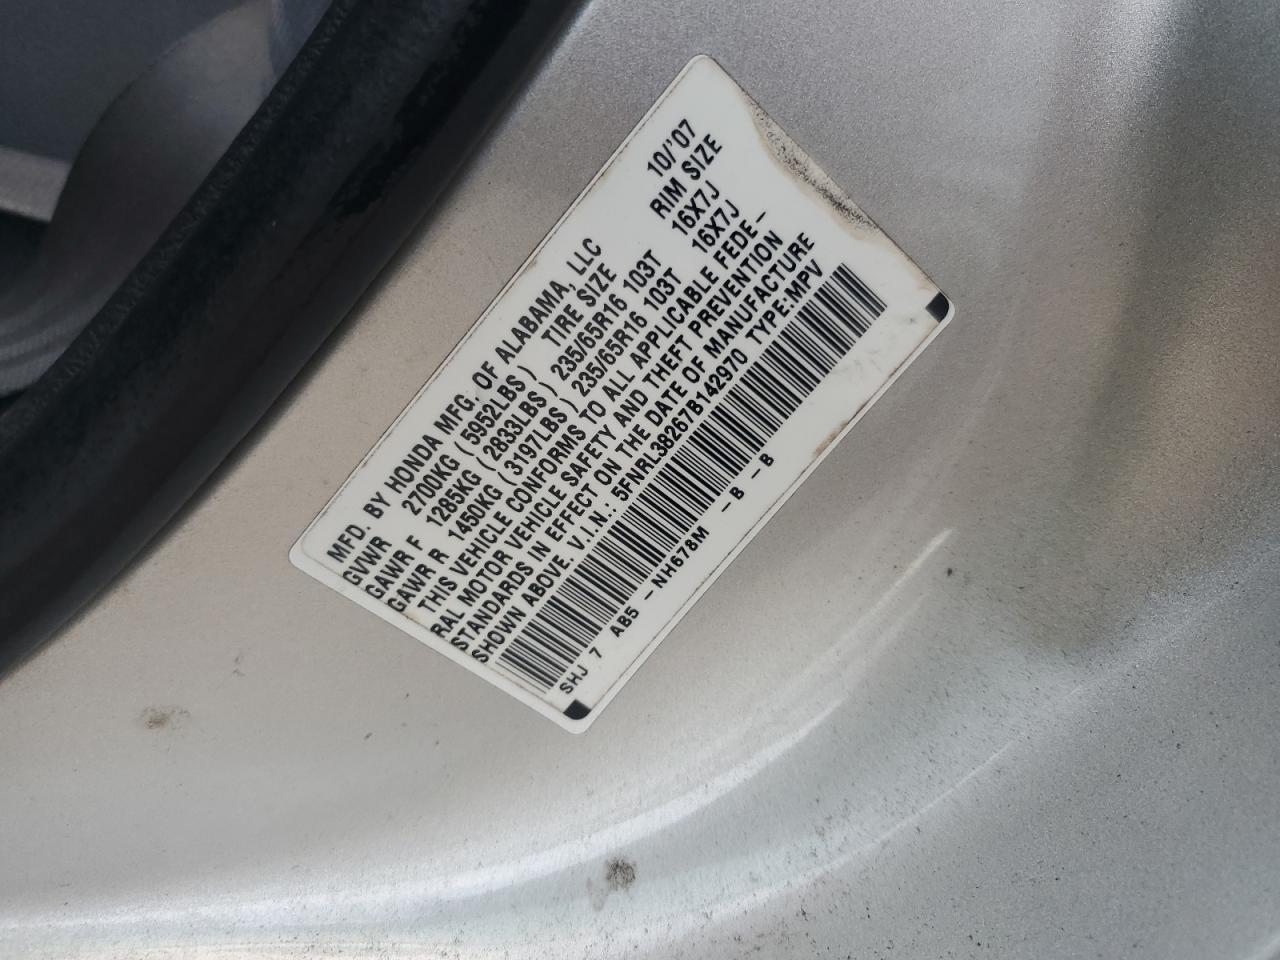 MFD. BY HONDA MFG. OF ALABAMA, LLC 10/'07
GVWR 2700KG (5952LBS) TIRE SIZE RIM SIZE
GAWR F 1285KG (2833LBS) 235/65R16 103T 16X7J
GAWR R 1450KG (3197LBS) 235/65R16 103T 16X7J
THIS VEHICLE CONFORMS TO ALL APPLICABLE FEDE-
RAL MOTOR VEHICLE SAFETY AND THEFT PREVENTION
STANDARDS IN EFFECT ON THE DATE OF MANUFACTURE
SHOWN ABOVE. V.I.N.: 5FNRL38267B142970 TYPE:MPV
SHJ 7 AB5 -NH678M -B -B